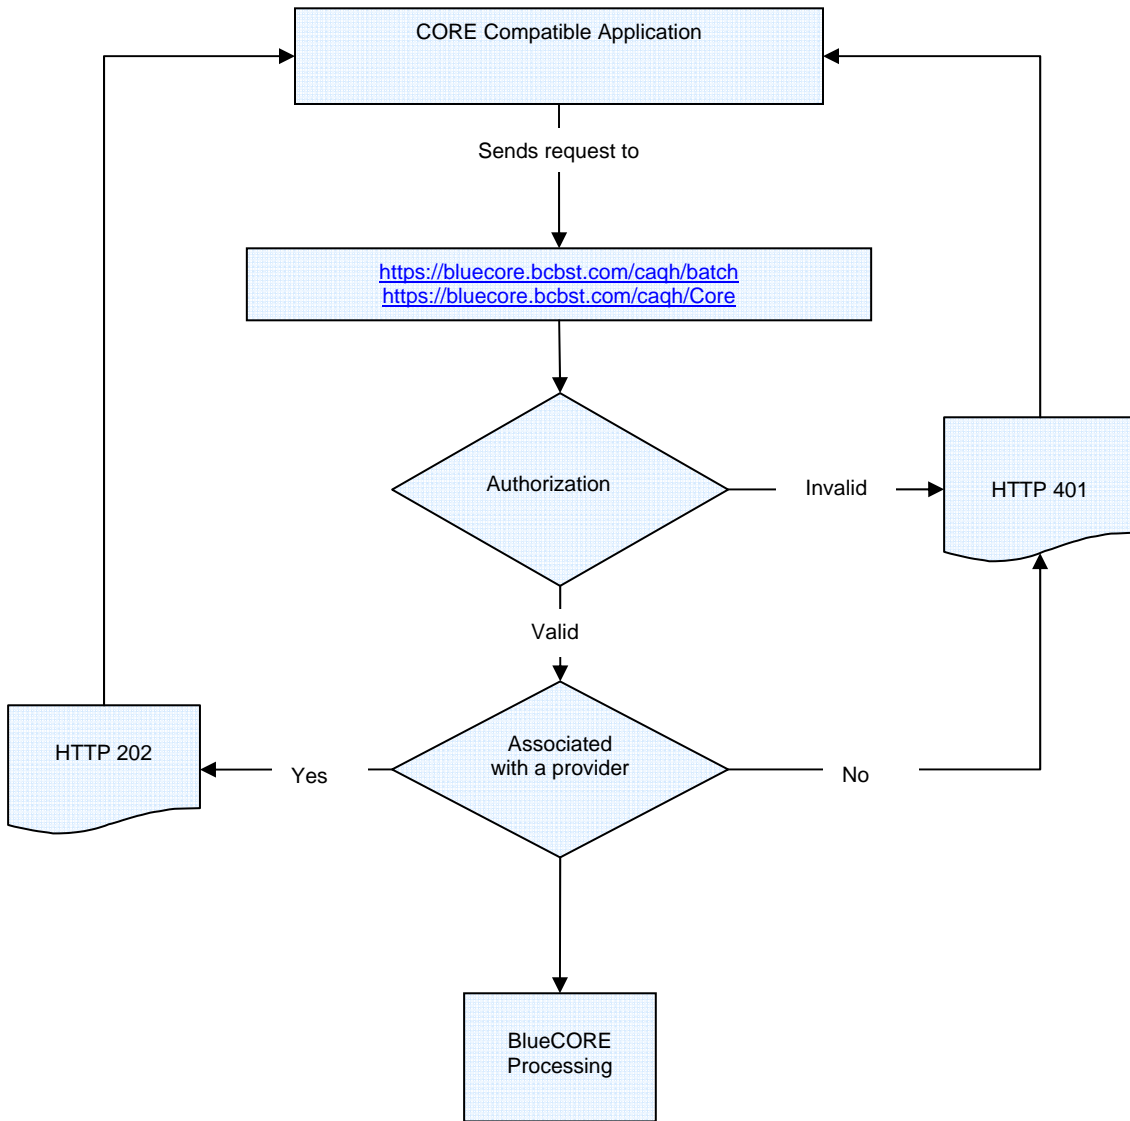 CORE Compatible Application
Sends request to
https://bluecore.bcbst.com/caqh/batch
https://bluecore.bcbst.com/caqh/Core
Authorization
Invalid
HTTP 401
Valid
HTTP 202
Yes
Associated
with a provider
No
BlueCORE
Processing